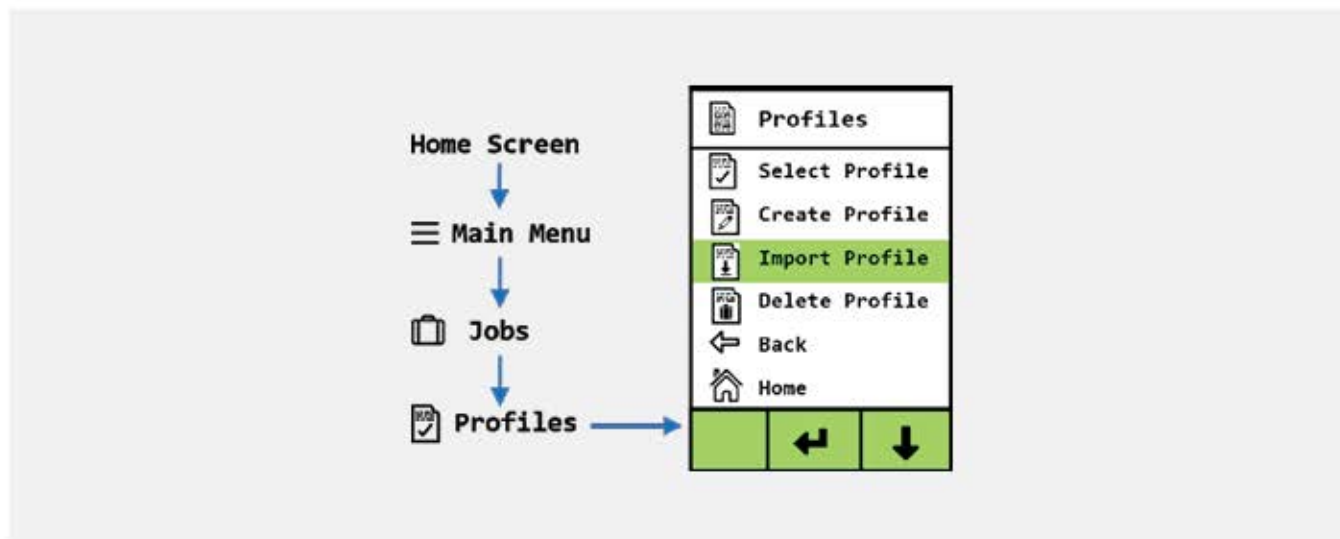 Home Screen
Main Menu
Jobs
Profiles
Profiles
Select Profile
Create Profile
Import Profile
Delete Profile
Back
Home